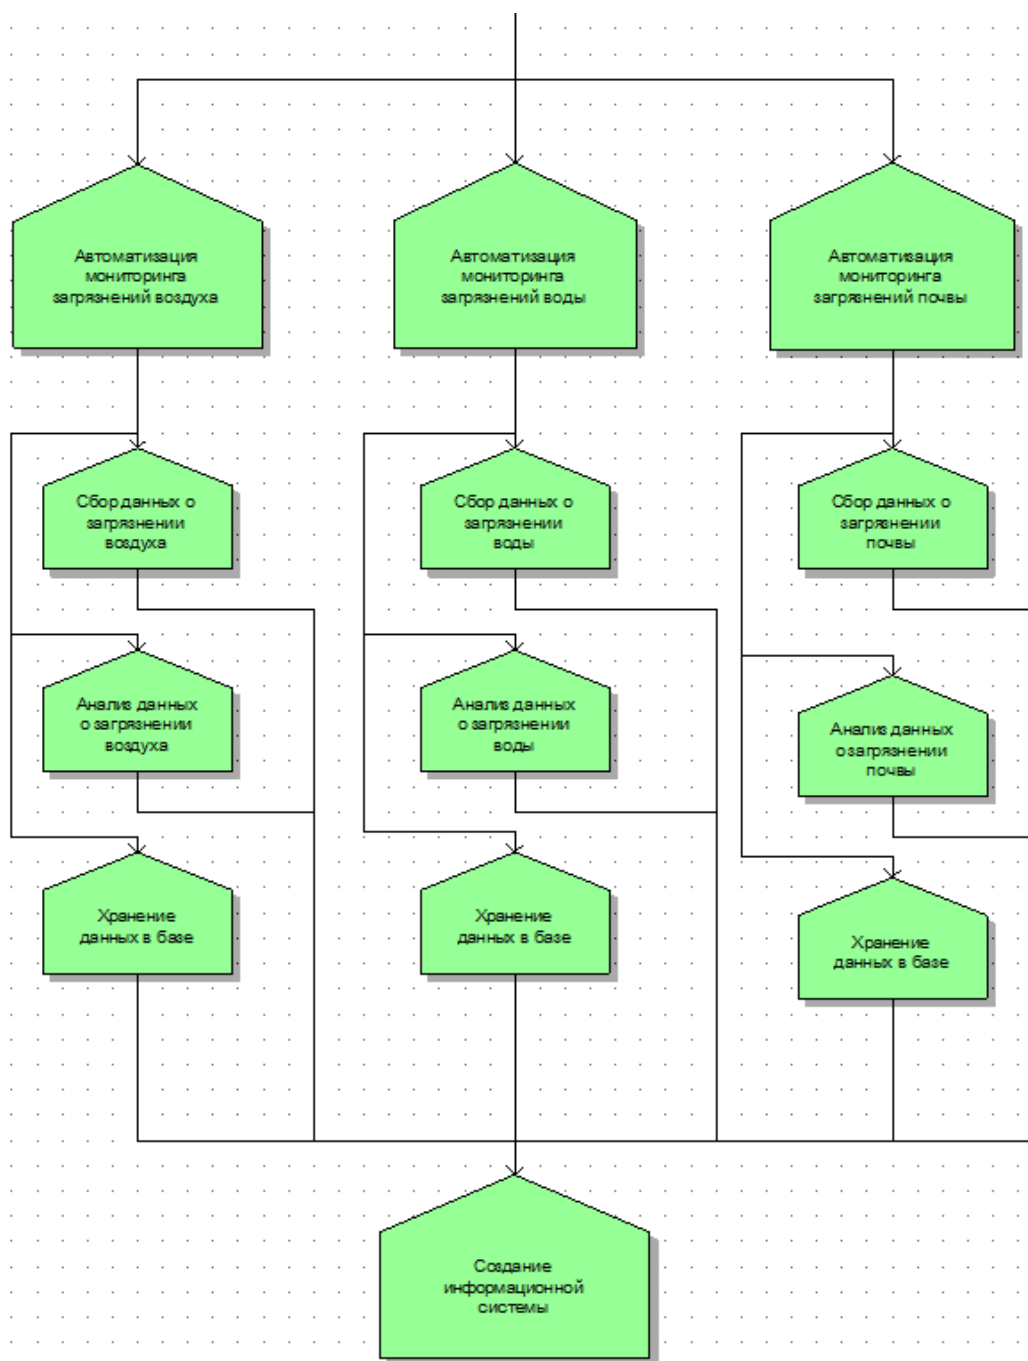 Автоматизация
мониторинга
загрязнений воздуха
Автоматизация
мониторинга
загрязнений воды
Автоматизация
мониторинга
загрязнений почвы
Сбор данных о
загрязнении
воздуха
Сбор данных о
загрязнении
воды
Сбор данных о
загрязнении
почвы
Анализ данных
о загрязнении
воздуха
Анализ данных
о загрязнении
воды
Анализ данных
о загрязнении
почвы
Хранение
данных в базе
Хранение
данных в базе
Хранение
данных в базе
Создание
информационной
системы